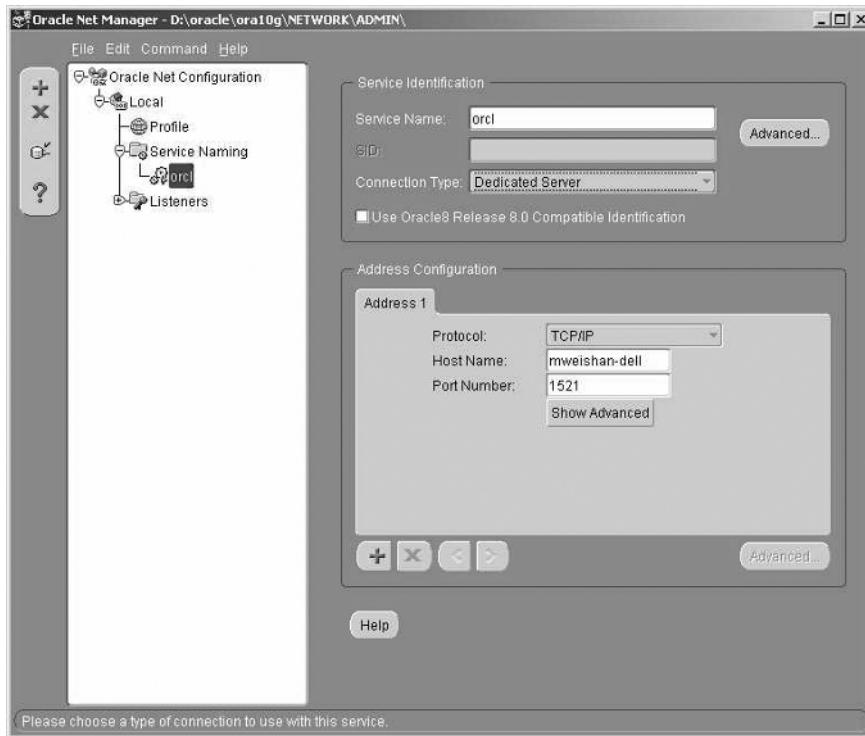 Oracle Net Manager - D:\oracle\ora10g\NETWORK\ADMIN\
File Edit Command Help
Oracle Net Configuration
Local
Profile
Service Naming
orcl
Listeners
Service Identification
Service Name: orcl
Advanced...
SID:
Connection Type: Dedicated Server
Use Oracle8 Release 8.0 Compatible Identification
Address Configuration
Address 1
Protocol: TCP/IP
Host Name: mweishan-dell
Port Number: 1521
Show Advanced
Advanced...
Help
Please choose a type of connection to use with this service.